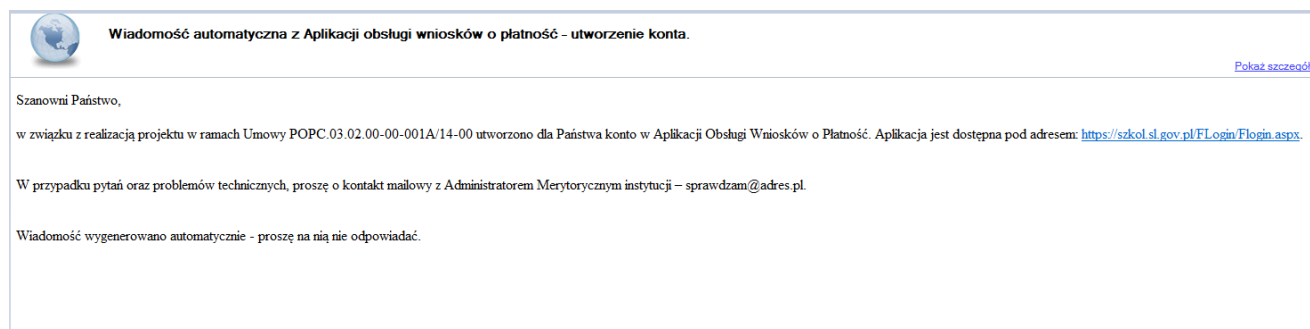 Wiadomość automatyczna z Aplikacji obsługi wniosków o płatność - utworzenie konta.
Pokaż szczegół
Szanowni Państwo,
w związku z realizacją projektu w ramach Umowy POPC.03.02.00-00-001A/14-00 utworzono dla Państwa konto w Aplikacji Obsługi Wniosków o Płatność. Aplikacja jest dostępna pod adresem: https://szkol.sl.gov.pl/FLogin/Flogin.aspx.
W przypadku pytań oraz problemów technicznych, proszę o kontakt mailowy z Administratorem Merytorycznym instytucji – sprawdzam@adres.pl.
Wiadomość wygenerowano automatycznie - proszę na nią nie odpowiadać.